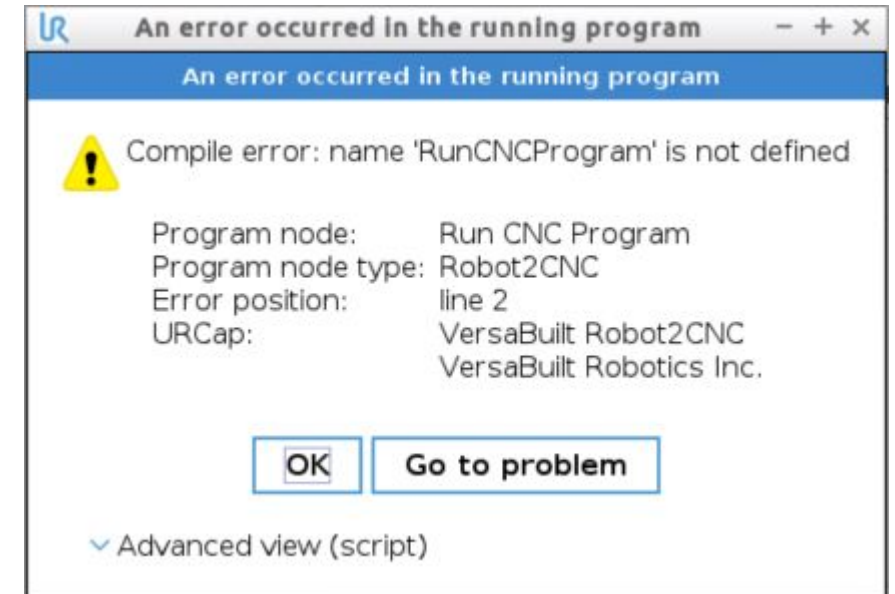 UR An error occurred in the running program − + ×
An error occurred in the running program
Compile error: name 'RunCNCProgram' is not defined
Program node: Run CNC Program
Program node type: Robot2CNC
Error position: line 2
URCap: VersaBuilt Robot2CNC
VersaBuilt Robotics Inc.
OK Go to problem
Advanced view (script)